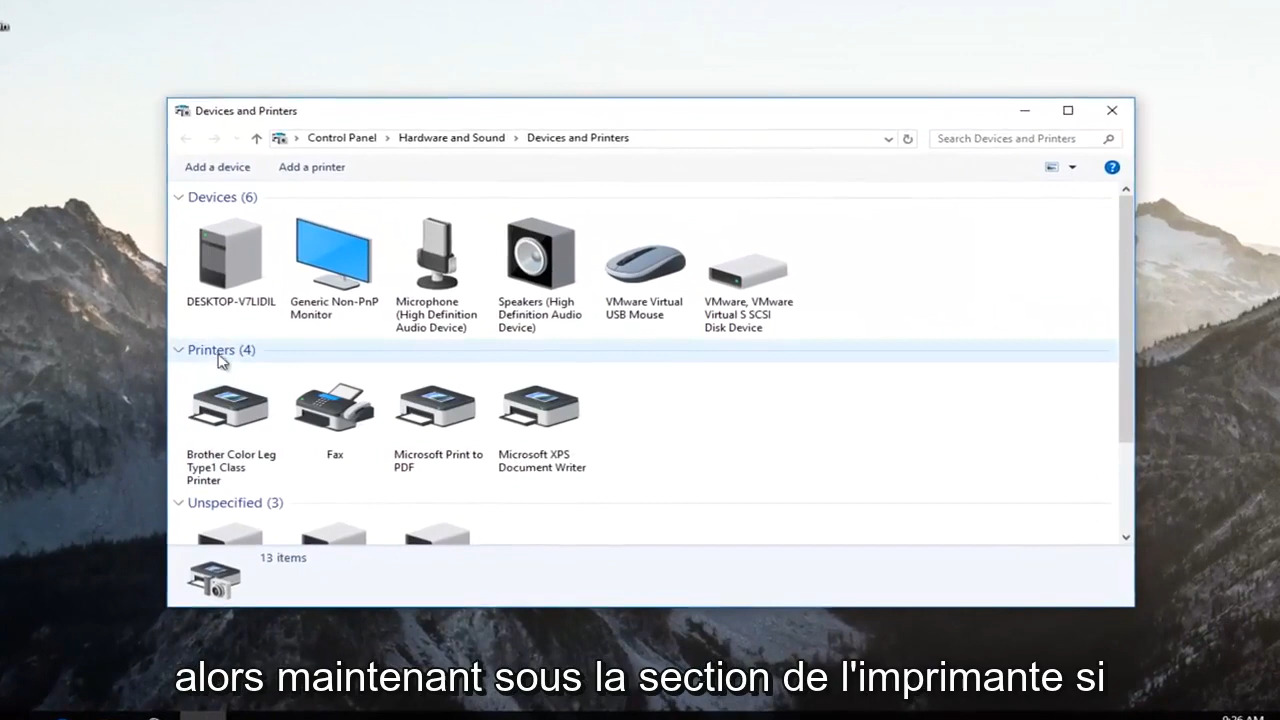 Devices and Printers
Control Panel > Hardware and Sound > Devices and Printers
Search Devices and Printers
Add a device
Add a printer
Devices (6)
DESKTOP-V7LIDIL
Generic Non-PnP
Monitor
Microphone
(High Definition
Audio Device)
Speakers (High
Definition Audio
Device)
VMware Virtual
USB Mouse
VMware, VMware
Virtual S SCSI
Disk Device
Printers (4)
Brother Color Leg
Type1 Class
Printer
Fax
Microsoft Print to
PDF
Microsoft XPS
Document Writer
Unspecified (3)
13 items
alors maintenant sous la section de l'imprimante si